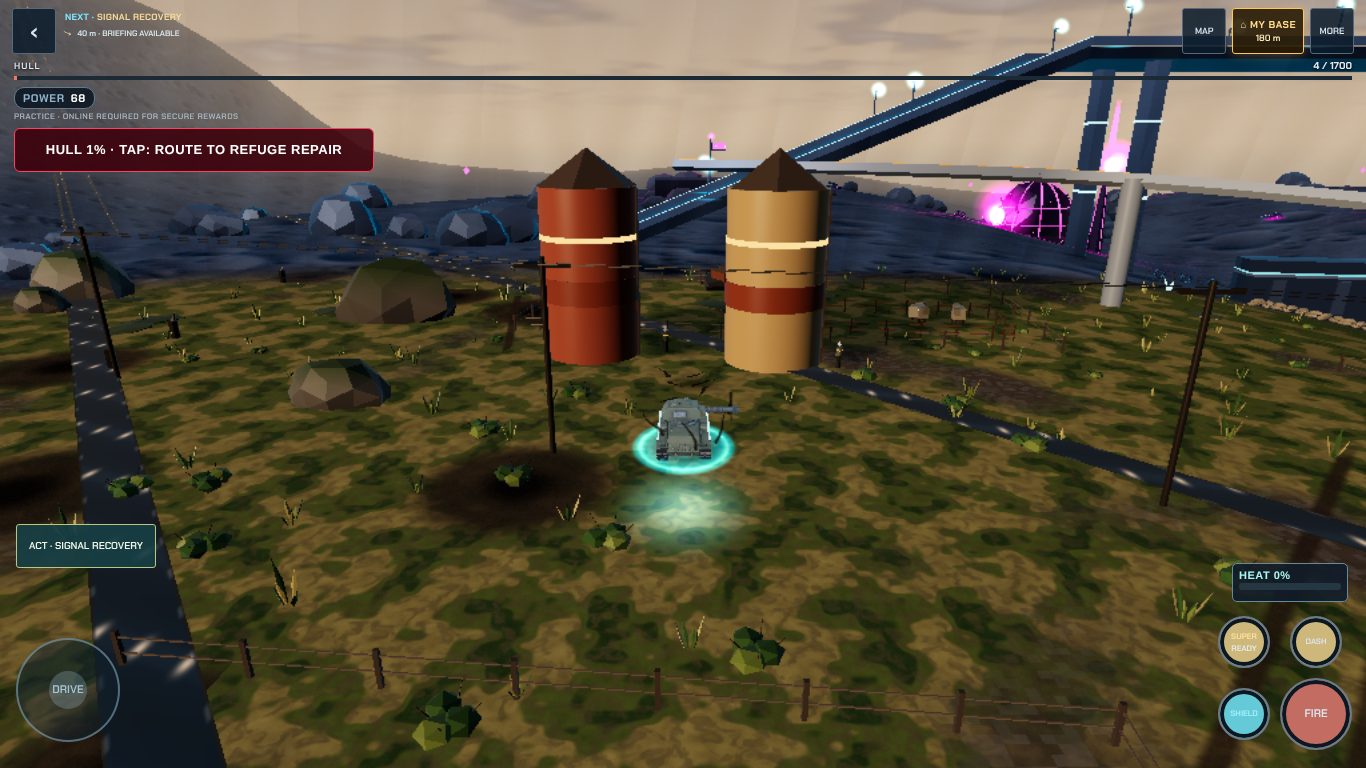 ‹
NEXT · SIGNAL RECOVERY
40 m · BRIEFING AVAILABLE
MAP
⌂ MY BASE
180 m
MORE
HULL
4 / 1700
POWER 68
PRACTICE · ONLINE REQUIRED FOR SECURE REWARDS
HULL 1% · TAP: ROUTE TO REFUGE REPAIR
ACT · SIGNAL RECOVERY
HEAT 0%
SUPER
READY
DASH
DRIVE
SHIELD
FIRE